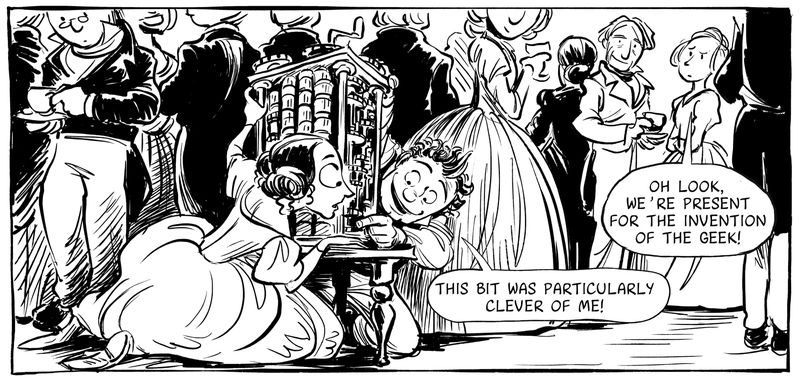 OH LOOK,
WE'RE PRESENT
FOR THE INVENTION
OF THE GEEK!
THIS BIT WAS PARTICULARLY
CLEVER OF ME!